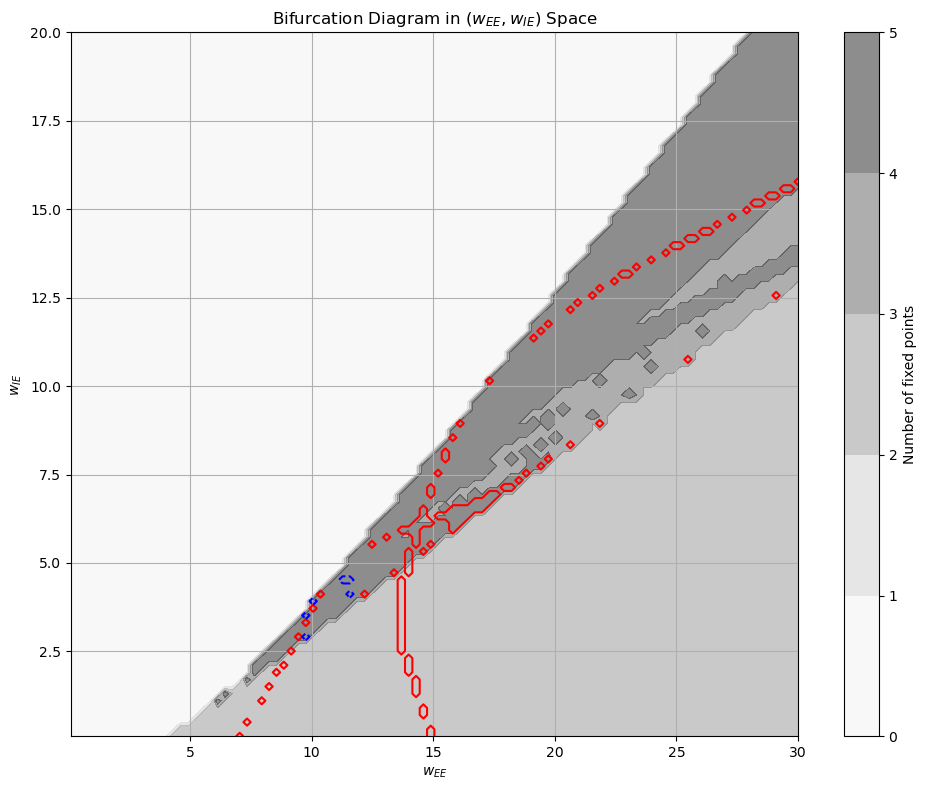 Bifurcation Diagram in (w_EE, w_IE) Space
20.0
17.5
15.0
12.5
10.0
7.5
5.0
2.5
w_IE
5 10 15 20 25 30
w_EE
5
4
3
2
1
0
Number of fixed points